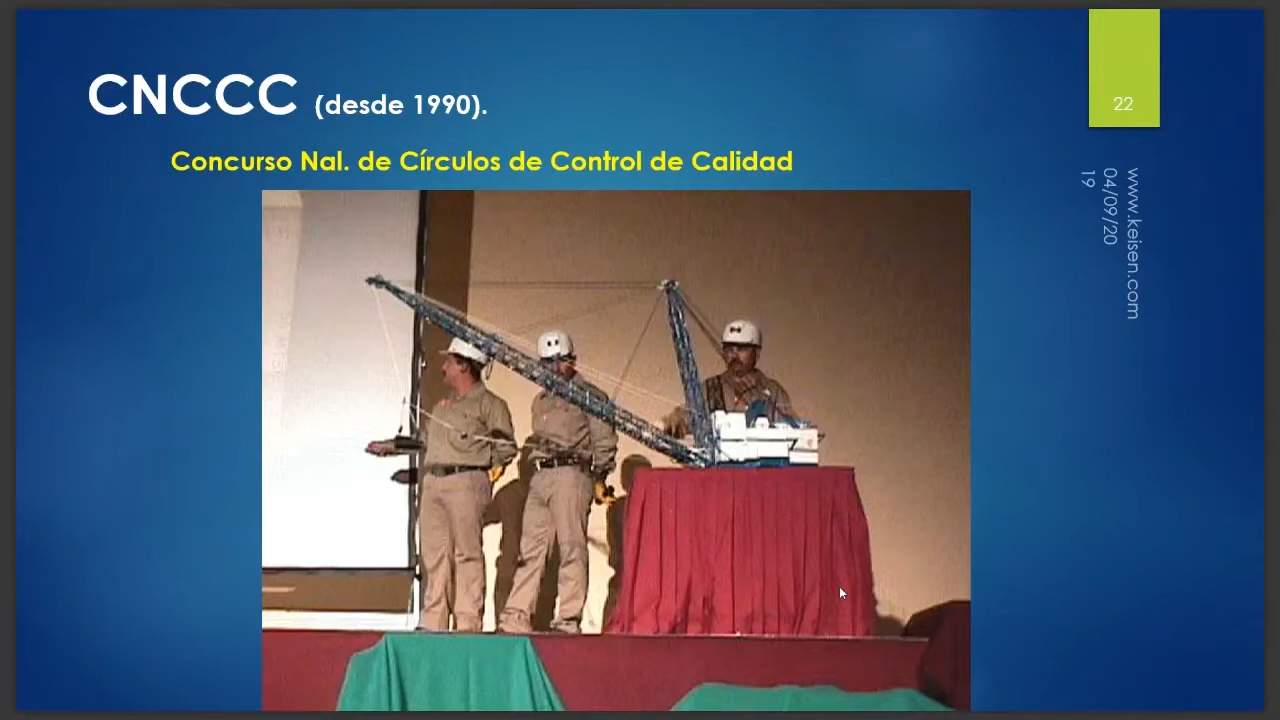 CNCCC (desde 1990).
Concurso Nal. de Círculos de Control de Calidad
22
www.keisen.com
04/09/20
19